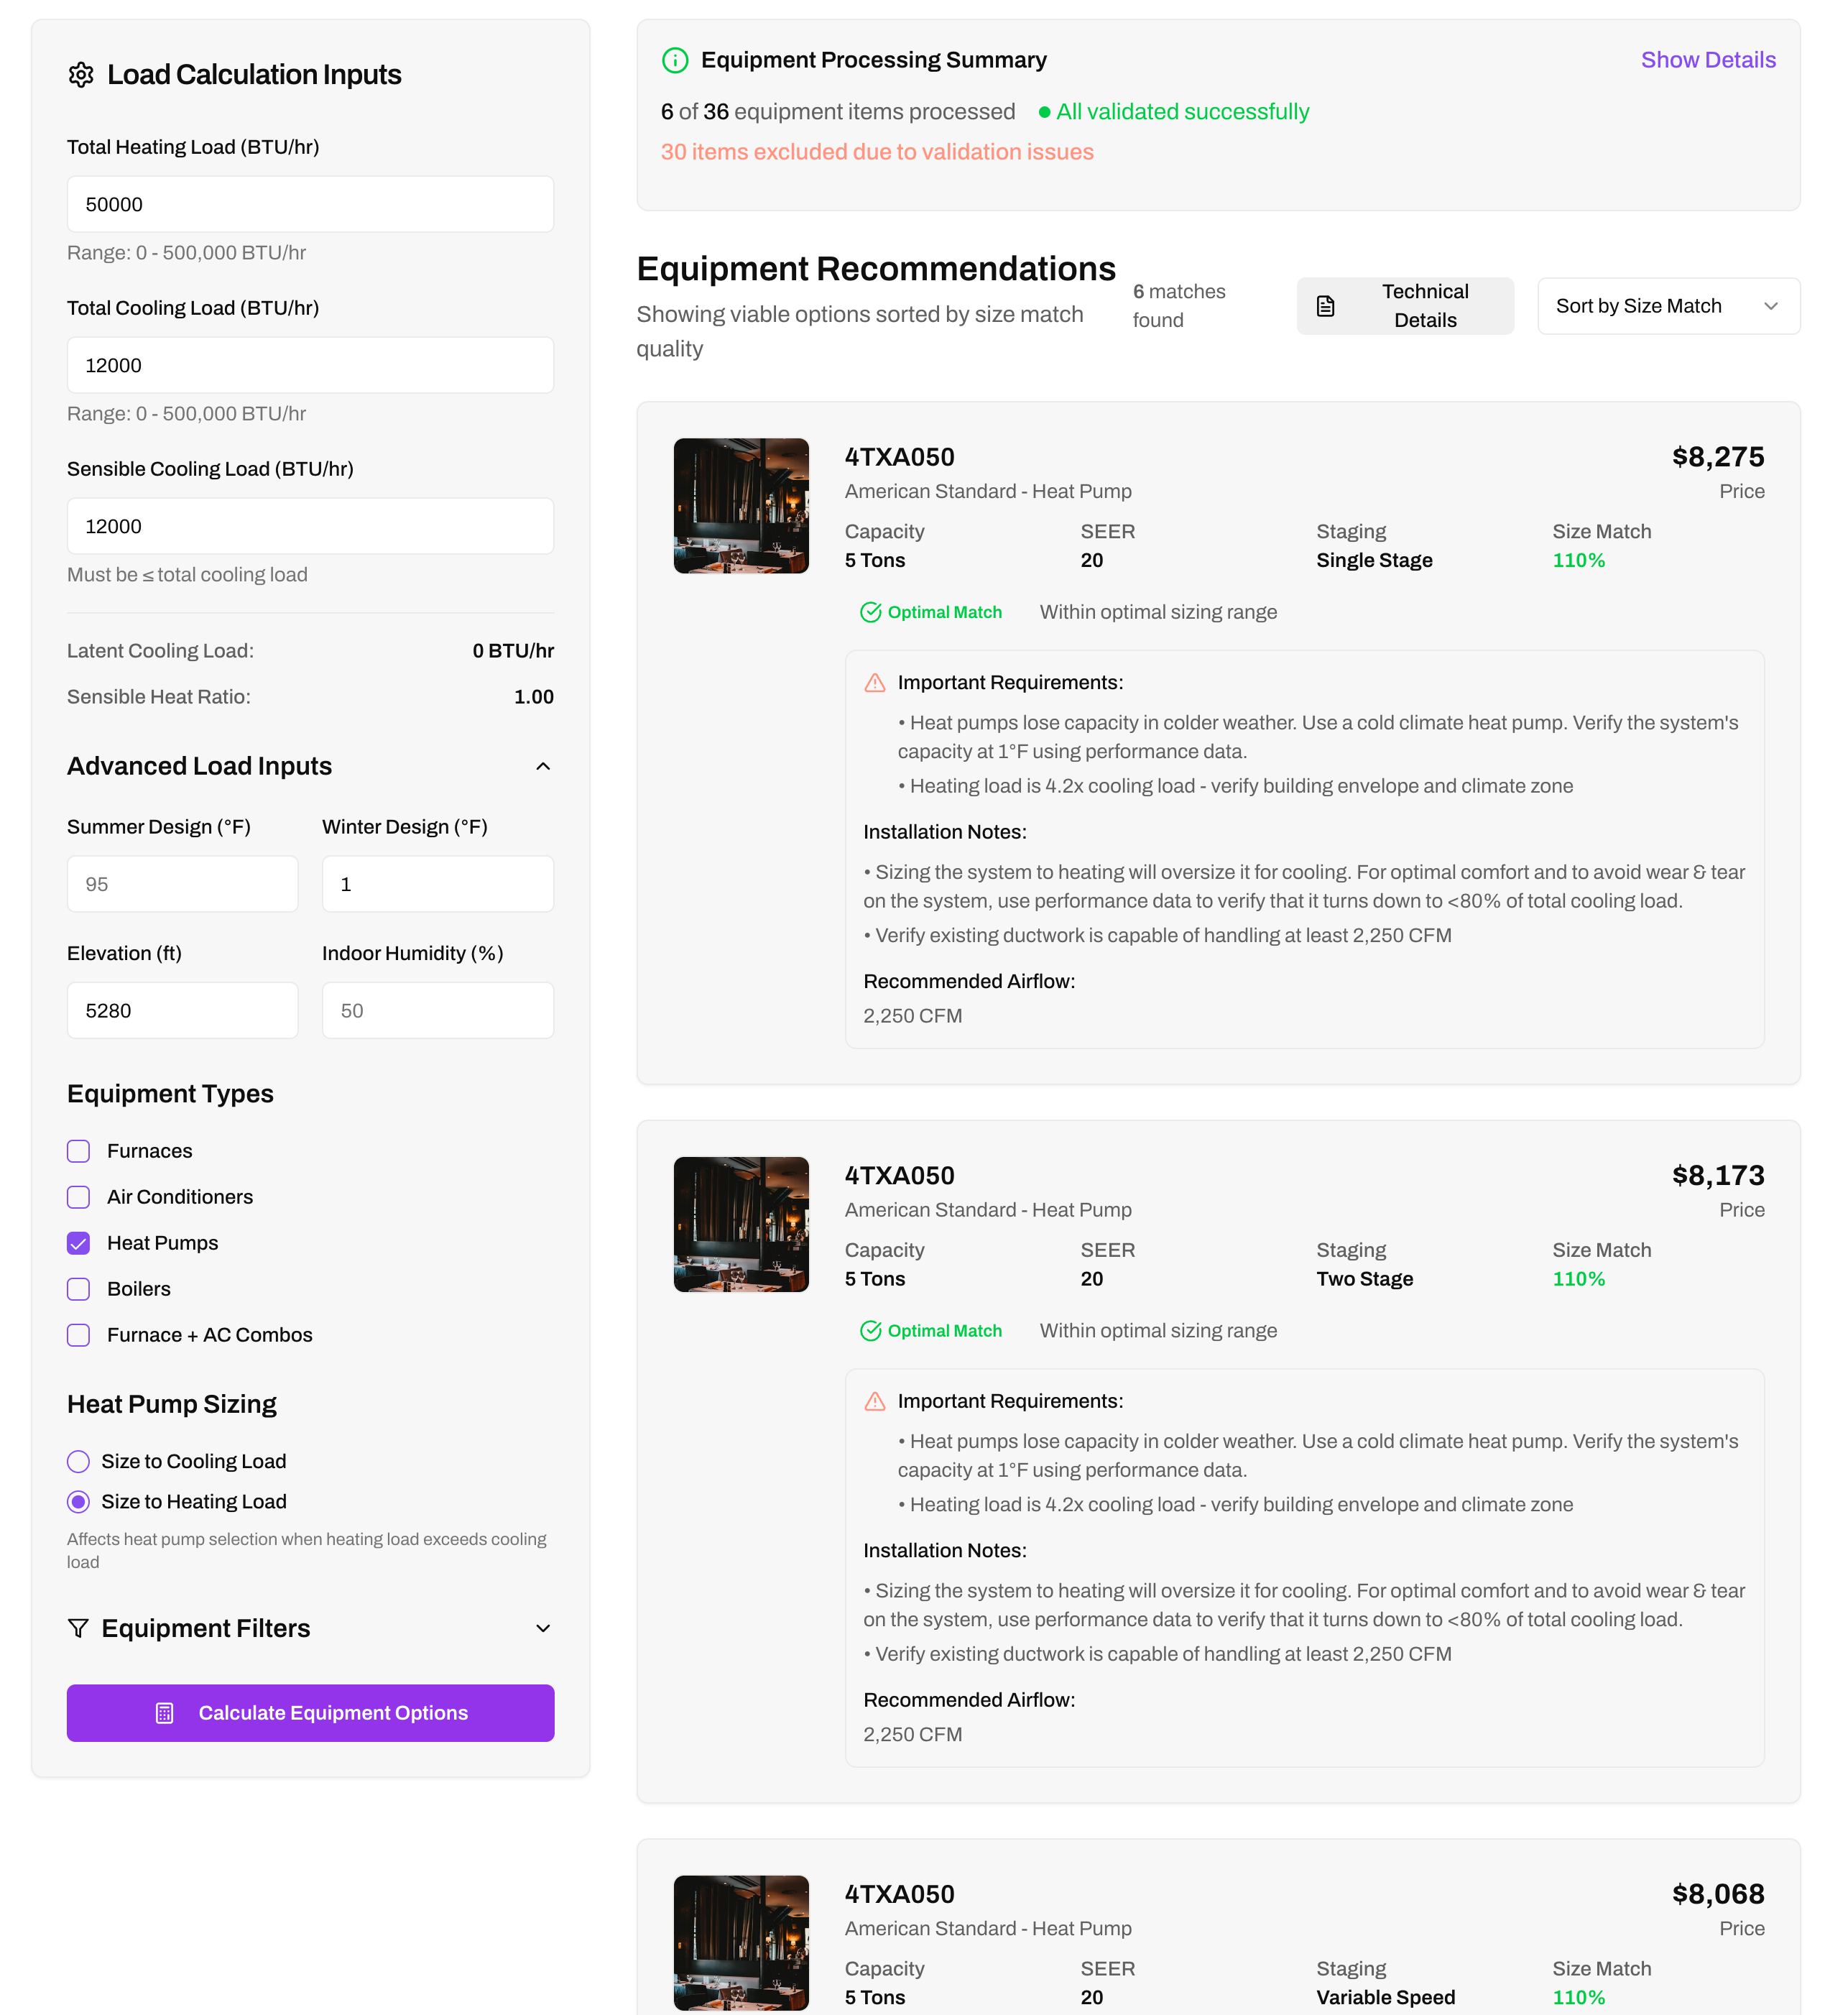 Load Calculation Inputs
Total Heating Load (BTU/hr)
50000
Range: 0 - 500,000 BTU/hr
Total Cooling Load (BTU/hr)
12000
Range: 0 - 500,000 BTU/hr
Sensible Cooling Load (BTU/hr)
12000
Must be ≤ total cooling load
Latent Cooling Load: 0 BTU/hr
Sensible Heat Ratio: 1.00
Advanced Load Inputs
Summer Design (°F) Winter Design (°F)
95 1
Elevation (ft) Indoor Humidity (%)
5280 50
Equipment Types
Furnaces
Air Conditioners
Heat Pumps
Boilers
Furnace + AC Combos
Heat Pump Sizing
Size to Cooling Load
Size to Heating Load
Affects heat pump selection when heating load exceeds cooling
load
Equipment Filters
Calculate Equipment Options
Equipment Processing Summary Show Details
6 of 36 equipment items processed ● All validated successfully
30 items excluded due to validation issues
Equipment Recommendations
Showing viable options sorted by size match
quality
6 matches
found
Technical
Details
Sort by Size Match
4TXA050 $8,275
American Standard - Heat Pump Price
Capacity SEER Staging Size Match
5 Tons 20 Single Stage 110%
Optimal Match Within optimal sizing range
Important Requirements:
• Heat pumps lose capacity in colder weather. Use a cold climate heat pump. Verify the system's
capacity at 1°F using performance data.
• Heating load is 4.2x cooling load - verify building envelope and climate zone
Installation Notes:
• Sizing the system to heating will oversize it for cooling. For optimal comfort and to avoid wear & tear
on the system, use performance data to verify that it turns down to <80% of total cooling load.
• Verify existing ductwork is capable of handling at least 2,250 CFM
Recommended Airflow:
2,250 CFM
4TXA050 $8,173
American Standard - Heat Pump Price
Capacity SEER Staging Size Match
5 Tons 20 Two Stage 110%
Optimal Match Within optimal sizing range
Important Requirements:
• Heat pumps lose capacity in colder weather. Use a cold climate heat pump. Verify the system's
capacity at 1°F using performance data.
• Heating load is 4.2x cooling load - verify building envelope and climate zone
Installation Notes:
• Sizing the system to heating will oversize it for cooling. For optimal comfort and to avoid wear & tear
on the system, use performance data to verify that it turns down to <80% of total cooling load.
• Verify existing ductwork is capable of handling at least 2,250 CFM
Recommended Airflow:
2,250 CFM
4TXA050 $8,068
American Standard - Heat Pump Price
Capacity SEER Staging Size Match
5 Tons 20 Variable Speed 110%